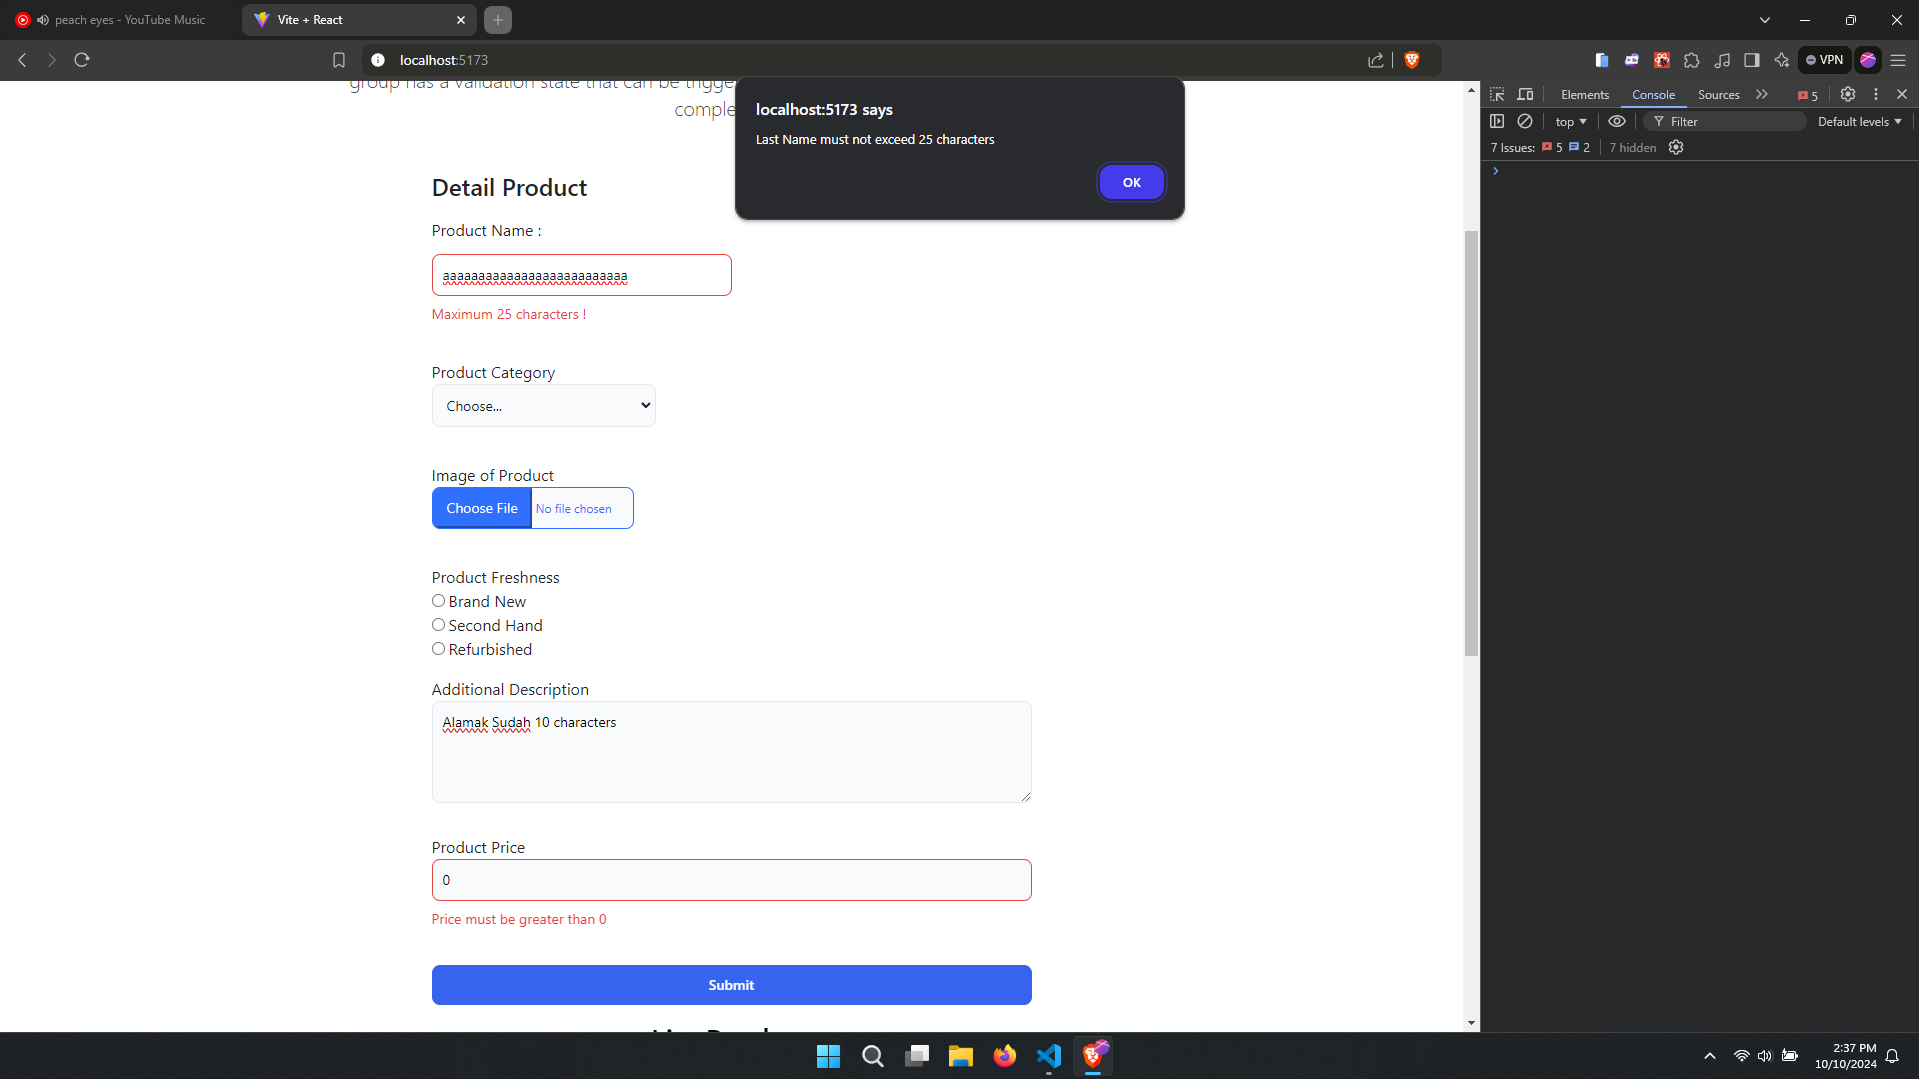 peach eyes - YouTube Music
Vite + React
localhost:5173
VPN
group has a validation state that can be trigge
comple
localhost:5173 says
Last Name must not exceed 25 characters
OK
Detail Product
Product Name :
aaaaaaaaaaaaaaaaaaaaaaaaaa
Maximum 25 characters !
Product Category
Choose...
Image of Product
Choose File No file chosen
Product Freshness
Brand New
Second Hand
Refurbished
Additional Description
Alamak Sudah 10 characters
Product Price
0
Price must be greater than 0
Submit
Elements Console Sources 5
top Filter Default levels
7 Issues: 5 2 7 hidden
2:37 PM
10/10/2024